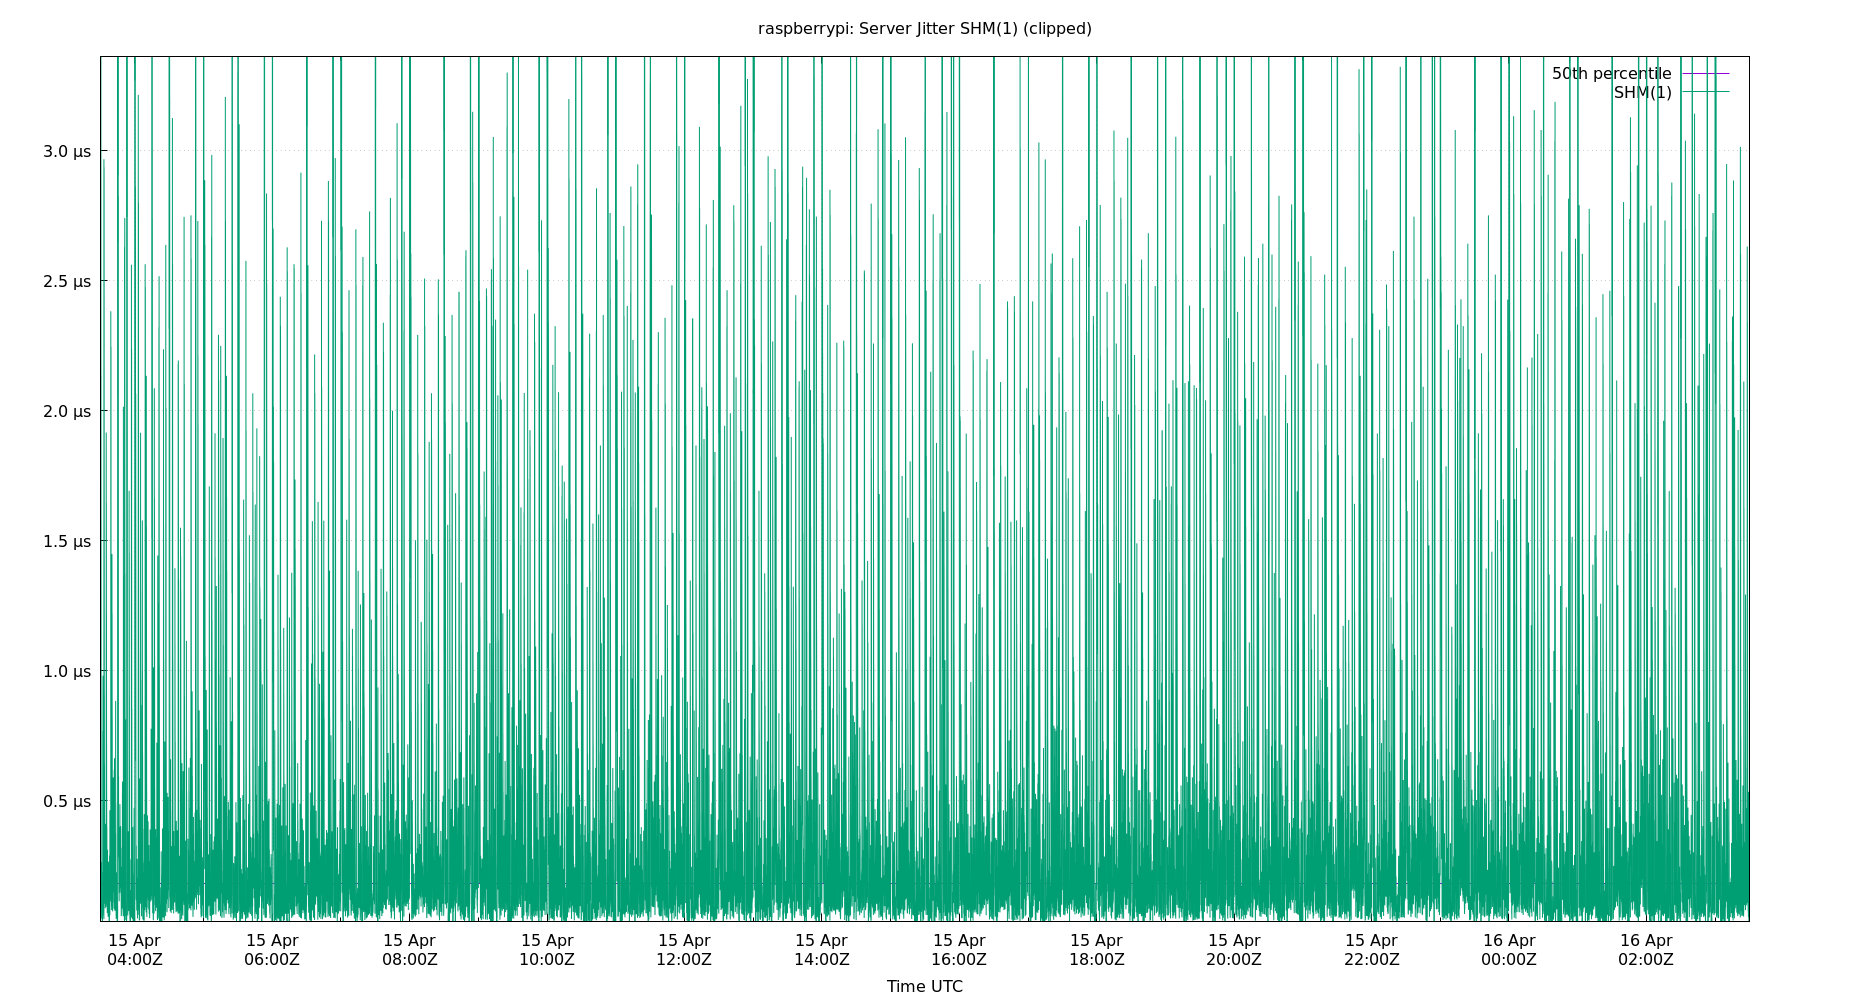 raspberrypi: Server Jitter SHM(1) (clipped)
50th percentile
SHM(1)
3.0 µs
2.5 µs
2.0 µs
1.5 µs
1.0 µs
0.5 µs
15 Apr 15 Apr 15 Apr 15 Apr 15 Apr 15 Apr 15 Apr 15 Apr 15 Apr 15 Apr 16 Apr 16 Apr
04:00Z 06:00Z 08:00Z 10:00Z 12:00Z 14:00Z 16:00Z 18:00Z 20:00Z 22:00Z 00:00Z 02:00Z
Time UTC